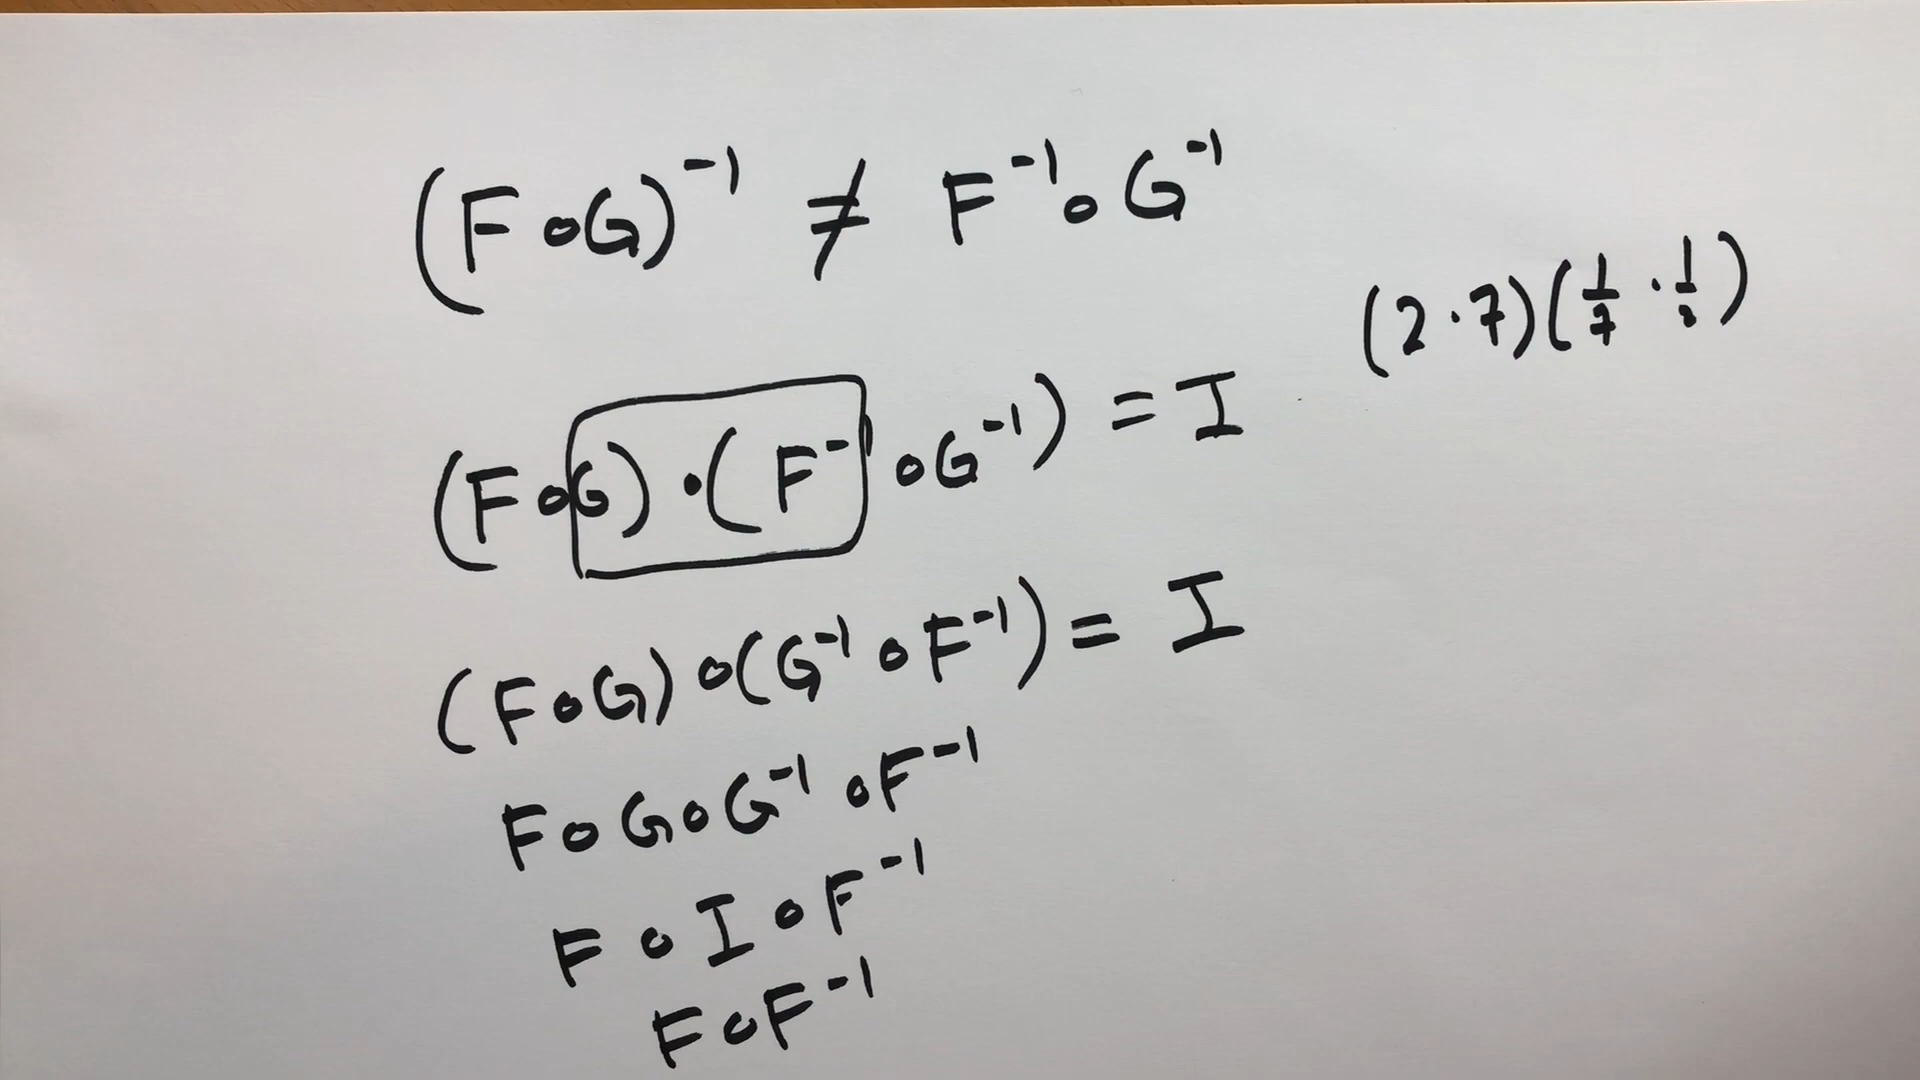 (F∘G)⁻¹ ≠ F⁻¹∘G⁻¹
(2·7)(1/7 · 1/2)
(F∘G)·(F⁻¹∘G⁻¹) = I
(F∘G)∘(G⁻¹∘F⁻¹) = I
F∘G∘G⁻¹∘F⁻¹
F∘I∘F⁻¹
F∘F⁻¹